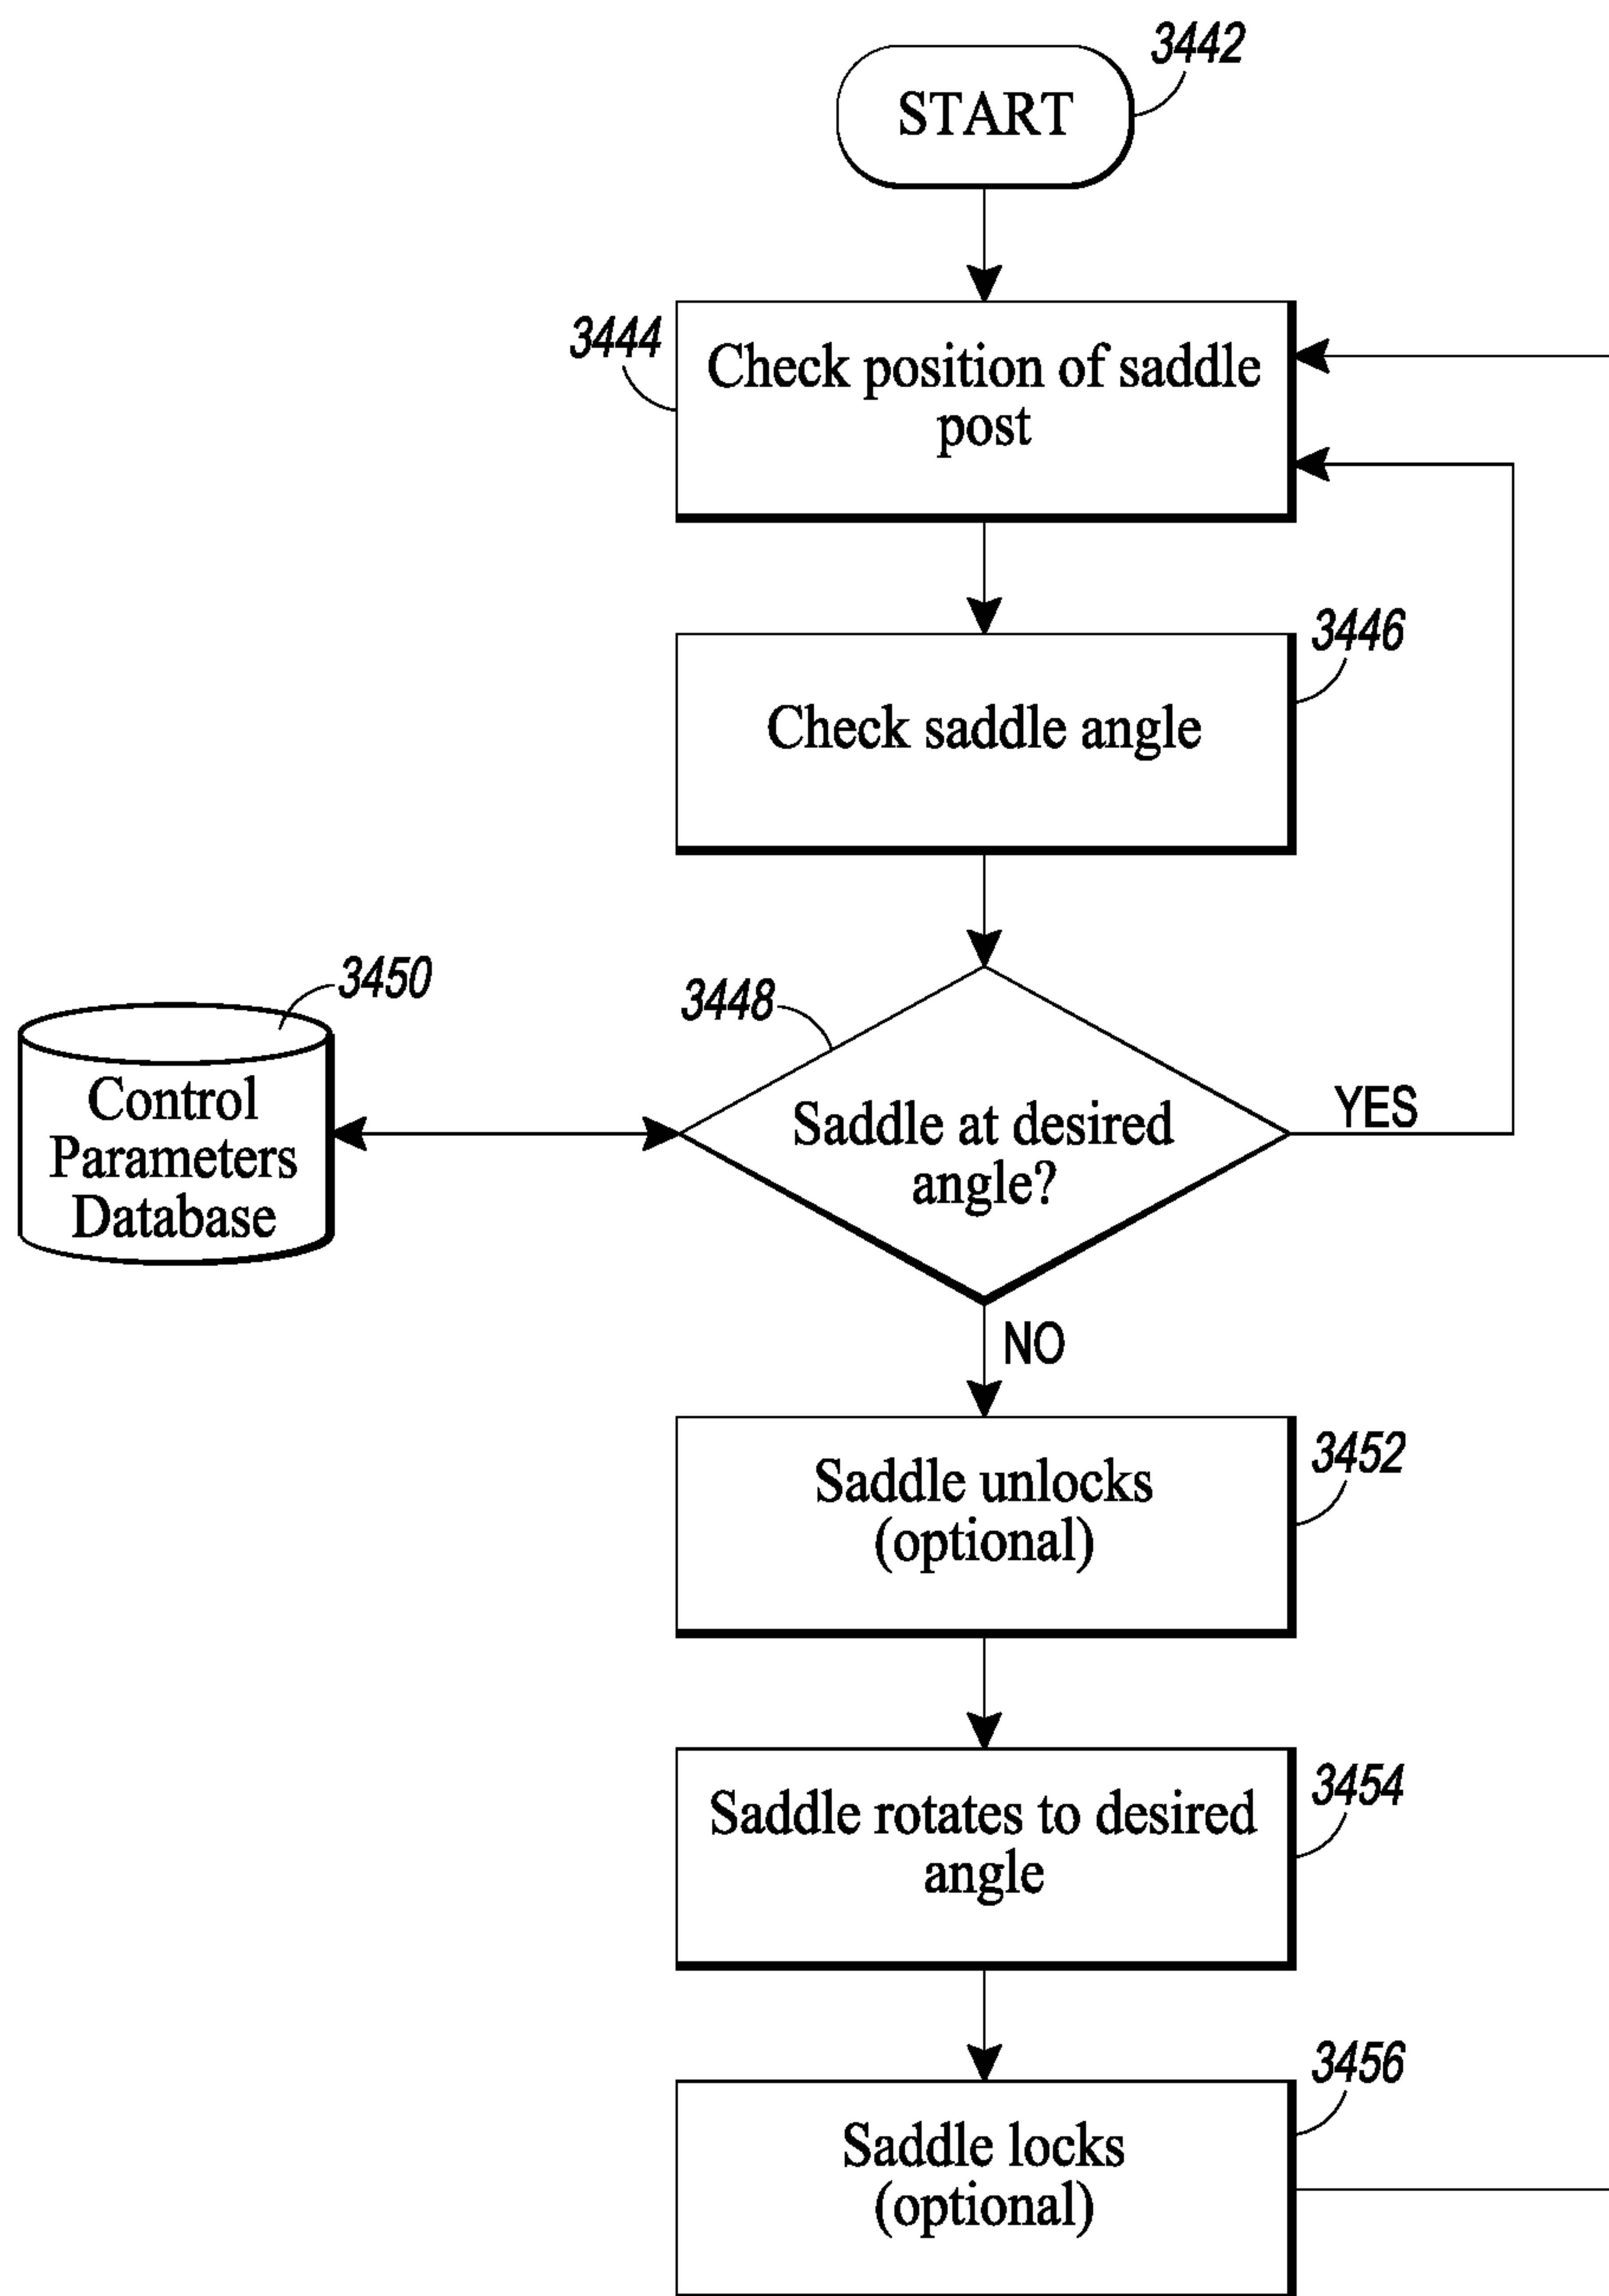 3442
START
3444
Check position of saddle
post
3446
Check saddle angle
3450
3448
Control
Parameters
Database
Saddle at desired
angle?
YES
NO
3452
Saddle unlocks
(optional)
3454
Saddle rotates to desired
angle
3456
Saddle locks
(optional)